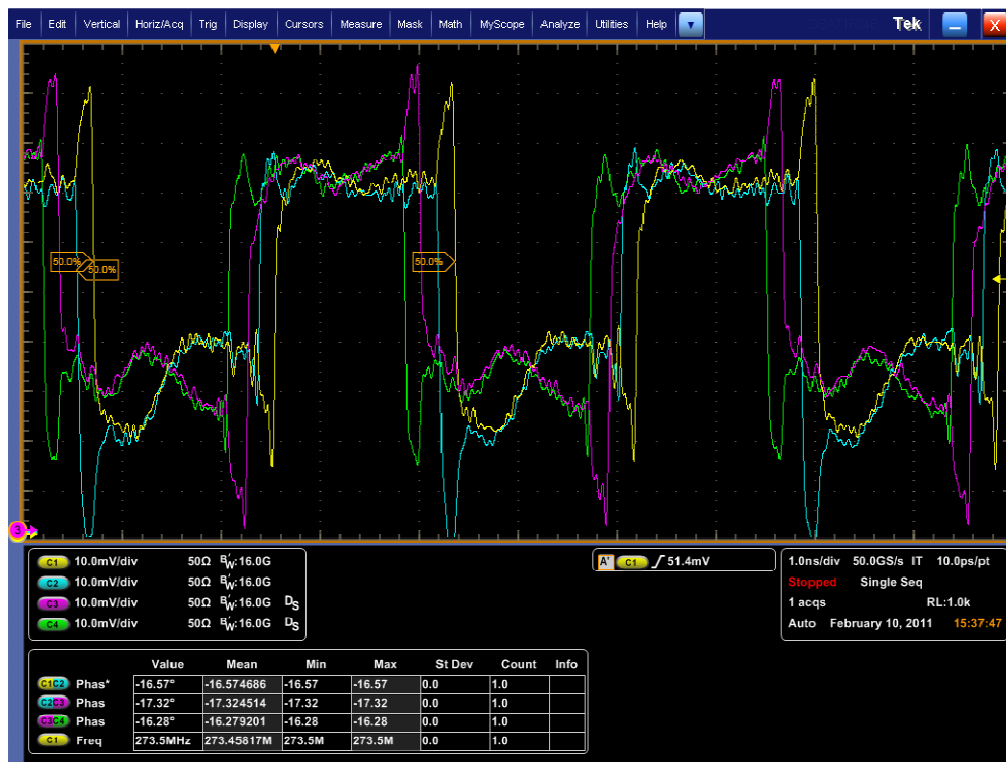 File Edit Vertical Horiz/Acq Trig Display Cursors Measure Mask Math MyScope Analyze Utilities Help Tek X
50.0% 50.0%
50.0%
3
C1 10.0mV/div 50Ω BW:16.0G
C2 10.0mV/div 50Ω BW:16.0G
C3 10.0mV/div 50Ω BW:16.0G DS
C4 10.0mV/div 50Ω BW:16.0G DS
A' C1 51.4mV
1.0ns/div 50.0GS/s IT 10.0ps/pt
Stopped Single Seq
1 acqs RL:1.0k
Auto February 10, 2011 15:37:47
Value Mean Min Max St Dev Count Info
C1C2 Phas* -16.57° -16.574686 -16.57 -16.57 0.0 1.0
C2C3 Phas -17.32° -17.324514 -17.32 -17.32 0.0 1.0
C3C4 Phas -16.28° -16.279201 -16.28 -16.28 0.0 1.0
C1 Freq 273.5MHz 273.45817M 273.5M 273.5M 0.0 1.0